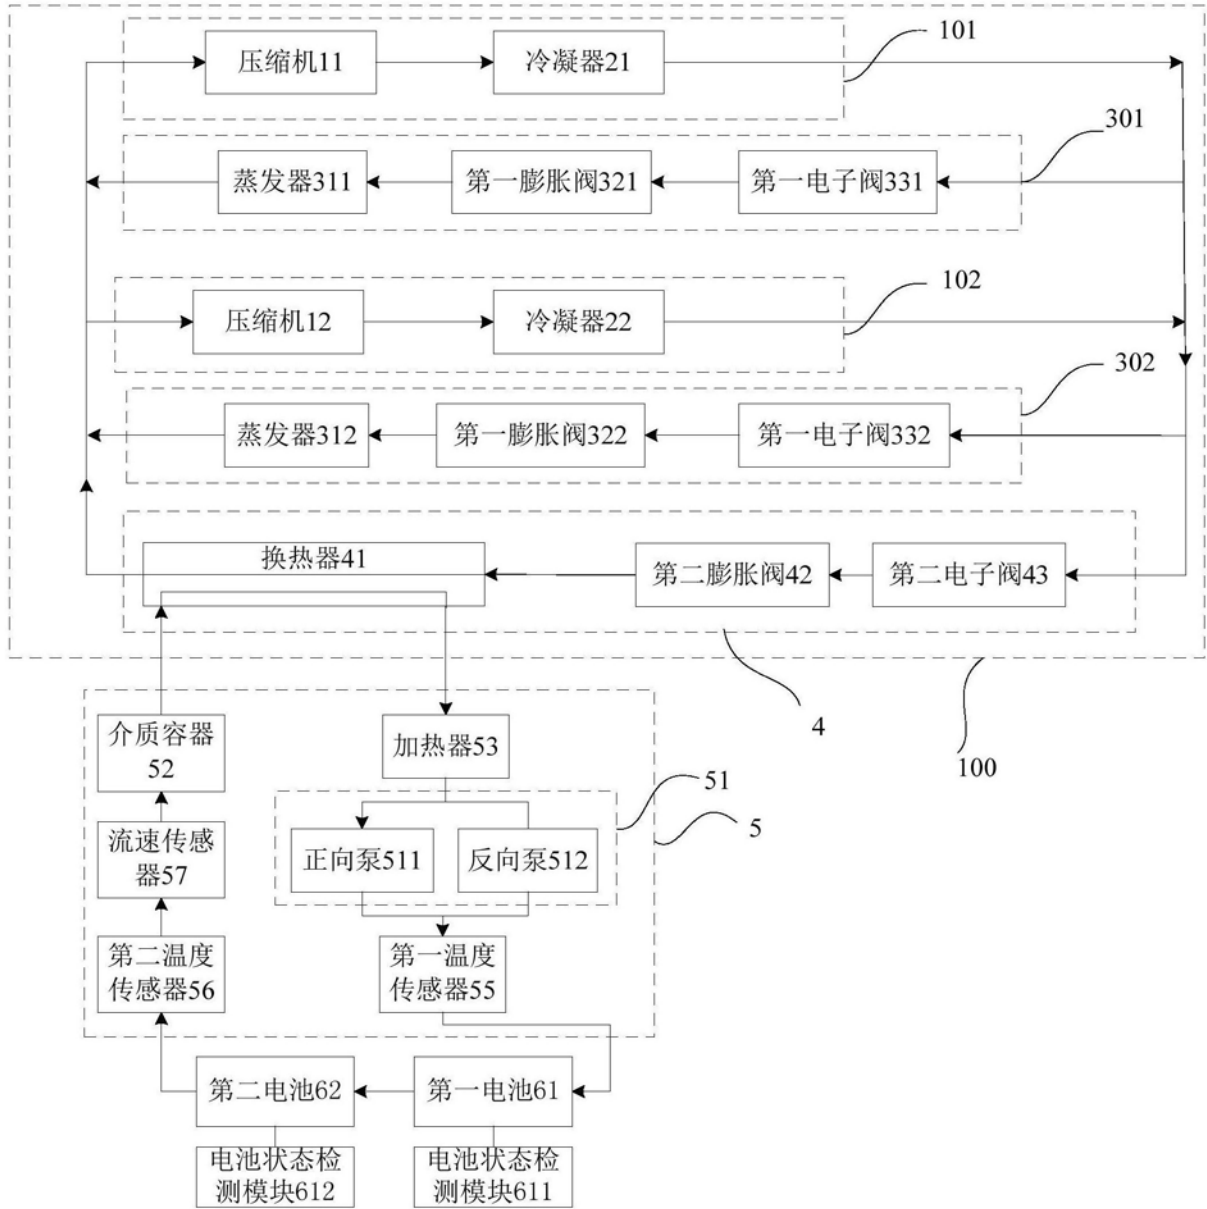 101
压缩机11
冷凝器21
301
蒸发器311
第一膨胀阀321
第一电子阀331
102
压缩机12
冷凝器22
302
蒸发器312
第一膨胀阀322
第一电子阀332
换热器41
第二膨胀阀42
第二电子阀43
4
100
介质容器
52
加热器53
51
5
流速传感
器57
正向泵511
反向泵512
第二温度
传感器56
第一温度
传感器55
第二电池62
第一电池61
电池状态检
测模块612
电池状态检
测模块611